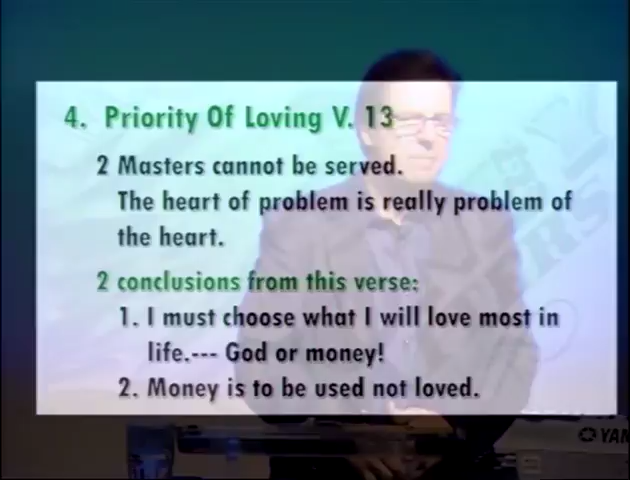 4. Priority Of Loving V. 13
2 Masters cannot be served.
The heart of problem is really problem of
the heart.
2 conclusions from this verse:
1. I must choose what I will love most in
life.--- God or money!
2. Money is to be used not loved.
YAM